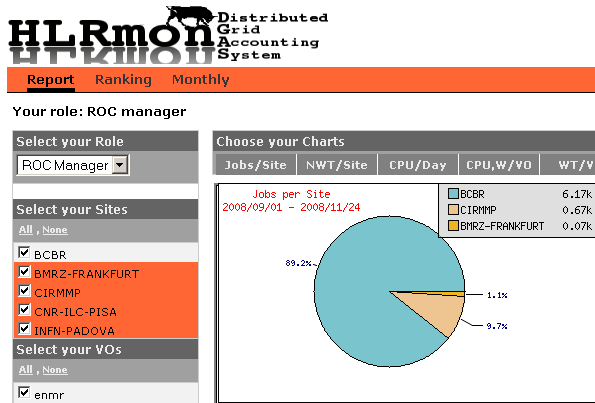 HLRmon Distributed
Grid
Accounting
System
Report Ranking Monthly
Your role: ROC manager
Select your Role
ROC Manager
Select your Sites
All , None
BCBR
BMRZ-FRANKFURT
CIRMMP
CNR-ILC-PISA
INFN-PADOVA
Select your VOs
All , None
enmr
Choose your Charts
Jobs/Site NWT/Site CPU/Day CPU,W/VO WT/V
Jobs per Site
2008/09/01 - 2008/11/24
BCBR 6.17k
CIRMMP 0.67k
BMRZ-FRANKFURT 0.07k
89.2%
1.1%
9.7%